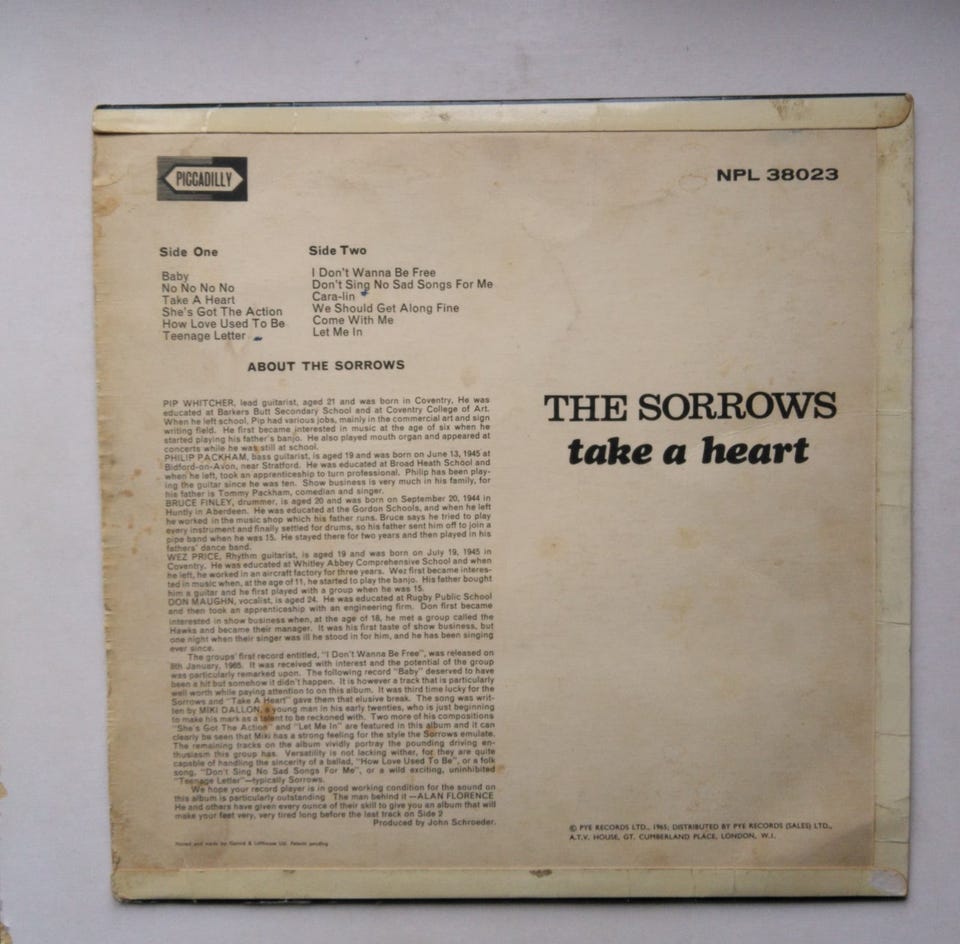 PICCADILLY
NPL 38023
Side One
Baby
No No No No
Take A Heart
She's Got The Action
How Love Used To Be
Teenage Letter
Side Two
I Don't Wanna Be Free
Don't Sing No Sad Songs For Me
Cara-lin
We Should Get Along Fine
Come With Me
Let Me In
ABOUT THE SORROWS
PIP WHITCHER, lead guitarist, aged 21 and was born in Coventry. He was
educated at Barkers Butt Secondary School and at Coventry College of Art.
When he left school, Pip had various jobs, mainly in the commercial art and sign
writing field. He first became interested in music at the age of six when he
started playing his father's banjo. He also played mouth organ and appeared at
concerts while he was still at school.
PHILIP PACKHAM, bass guitarist, is aged 19 and was born on June 13, 1945 at
Bidford-on-Avon, near Stratford. He was educated at Broad Heath School and
when he left, took an apprenticeship to turn professional. Philip has been play-
ing the guitar since he was ten. Show business is very much in his family, for
his father is Tommy Packham, comedian and singer.
BRUCE FINLEY, drummer, is aged 20 and was born on September 20, 1944 in
Huntly in Aberdeen. He was educated at the Gordon Schools, and when he left
he worked in the music shop which his father runs. Bruce says he tried to play
every instrument and finally settled for drums, so his father sent him off to join a
pipe band when he was 15. He stayed there for two years and then played in his
fathers' dance band.
WEZ PRICE, Rhythm guitarist, is aged 19 and was born on July 19, 1945 in
Coventry. He was educated at Whitley Abbey Comprehensive School and when
he left, he worked in an aircraft factory for three years. Wez first became interes-
ted in music when, at the age of 11, he started to play the banjo. His father bought
him a guitar and he first played with a group when he was 15.
DON MAUGHN, vocalist, is aged 24. He was educated at Rugby Public School
and then took an apprenticeship with an engineering firm. Don first became
interested in show business when, at the age of 18, he met a group called the
Hawks and became their manager. It was his first taste of show business, but
one night when their singer was ill he stood in for him, and he has been singing
ever since.
The groups' first record entitled, "I Don't Wanna Be Free", was released on
8th January, 1965. It was received with interest and the potential of the group
was particularly remarked upon. The following record "Baby" deserved to have
been a hit but somehow it didn't happen. It is however a track that is particularly
well worth while paying attention to on this album. It was third time lucky for the
Sorrows and "Take A Heart" gave them that elusive break. The song was writ-
ten by MIKI DALLON, a young man in his early twenties, who is just beginning
to make his mark as a talent to be reckoned with. Two more of his compositions
"She's Got The Action" and "Let Me In" are featured in this album and it can
clearly be seen that Miki has a strong feeling for the style the Sorrows emulate.
The remaining tracks on the album vividly portray the pounding driving en-
thusiasm this group has. Versatility is not lacking wither, for they are quite
capable of handling the sincerity of a ballad, "How Love Used To Be", or a folk
song, "Don't Sing No Sad Songs For Me", or a wild exciting, uninhibited
"Teenage Letter"—typically Sorrows.
We hope your record player is in good working condition for the sound on
this album is particularly outstanding The man behind it—ALAN FLORENCE
He and others have given every ounce of their skill to give you an album that will
make your feet very, very tired long before the last track on Side 2
Produced by John Schroeder.
Printed and made by Garrod & Lofthouse Ltd. Patents pending
THE SORROWS
take a heart
© PYE RECORDS LTD., 1965; DISTRIBUTED BY PYE RECORDS (SALES) LTD.,
A.T.V. HOUSE, GT. CUMBERLAND PLACE, LONDON, W.I.